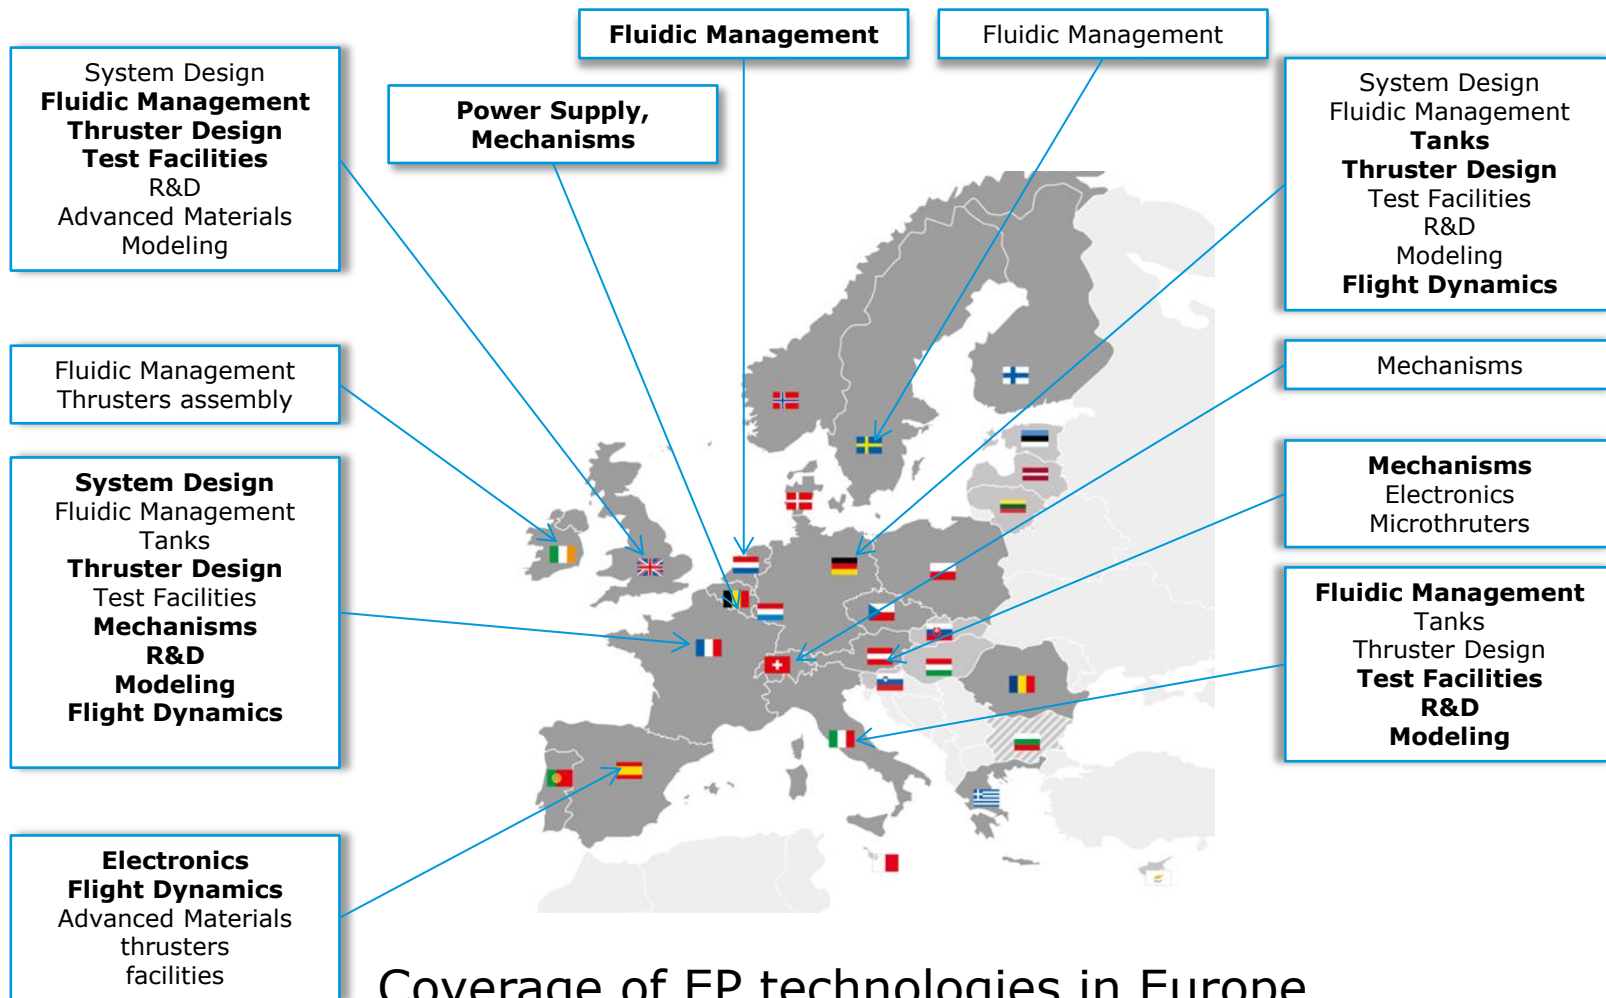 Fluidic Management
Fluidic Management
System Design
Fluidic Management
Thruster Design
Test Facilities
R&D
Advanced Materials
Modeling
Power Supply,
Mechanisms
System Design
Fluidic Management
Tanks
Thruster Design
Test Facilities
R&D
Modeling
Flight Dynamics
Fluidic Management
Thrusters assembly
Mechanisms
System Design
Fluidic Management
Tanks
Thruster Design
Test Facilities
Mechanisms
R&D
Modeling
Flight Dynamics
Mechanisms
Electronics
Microthruters
Fluidic Management
Tanks
Thruster Design
Test Facilities
R&D
Modeling
Electronics
Flight Dynamics
Advanced Materials
thrusters
facilities
Coverage of EP technologies in Europe